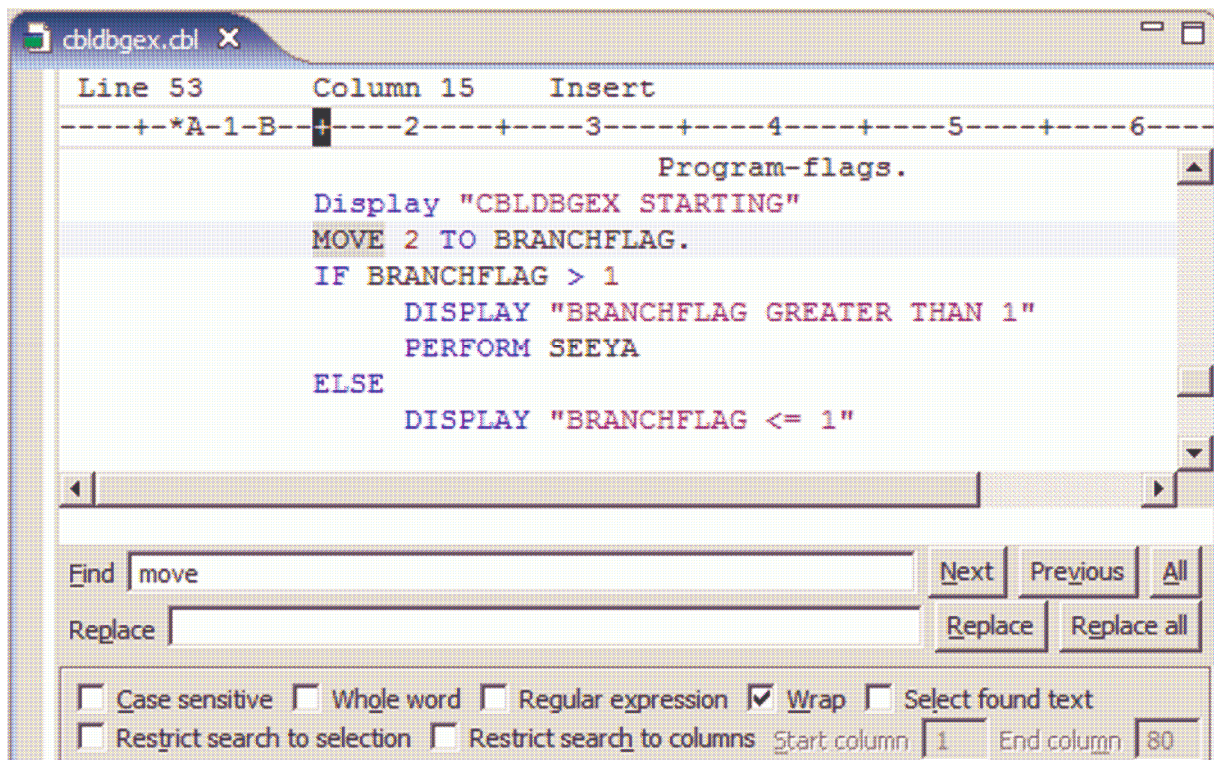 cbldbgex.cbl
Line 53 Column 15 Insert
----+-*A-1-B--+----2----+----3----+----4----+----5----+----6----
Program-flags.
Display "CBLDBGEX STARTING"
MOVE 2 TO BRANCHFLAG.
IF BRANCHFLAG > 1
DISPLAY "BRANCHFLAG GREATER THAN 1"
PERFORM SEEYA
ELSE
DISPLAY "BRANCHFLAG <= 1"
Find move Next Previous All
Replace Replace Replace all
Case sensitive Whole word Regular expression Wrap Select found text
Restrict search to selection Restrict search to columns Start column 1 End column 80